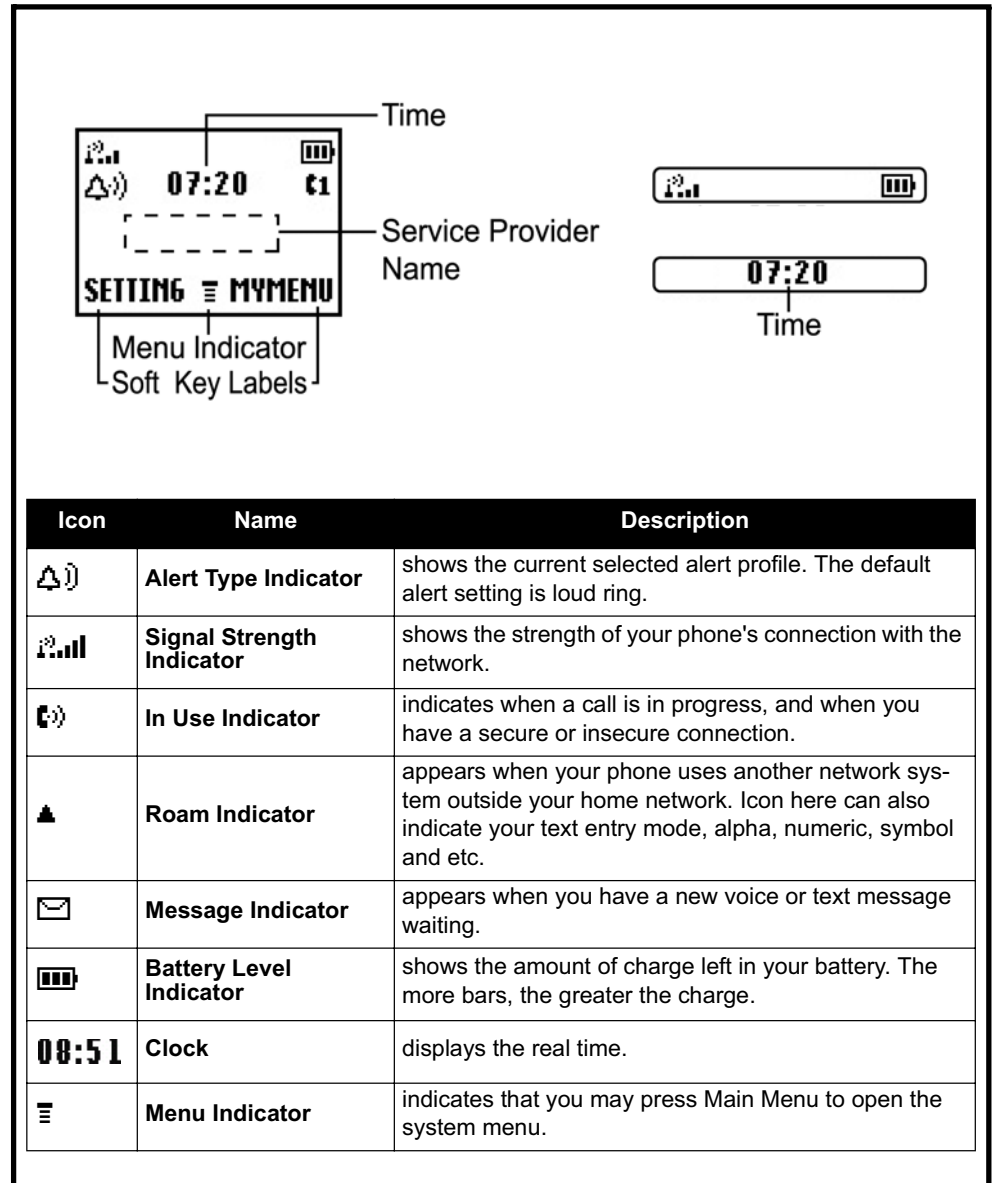 Time
07:20
Service Provider
Name
SETTING MYMENU
Menu Indicator
Soft Key Labels
07:20
Time
Icon Name Description
Alert Type Indicator
shows the current selected alert profile. The default
alert setting is loud ring.
Signal Strength
Indicator
shows the strength of your phone's connection with the
network.
In Use Indicator
indicates when a call is in progress, and when you
have a secure or insecure connection.
Roam Indicator
appears when your phone uses another network sys-
tem outside your home network. Icon here can also
indicate your text entry mode, alpha, numeric, symbol
and etc.
Message Indicator
appears when you have a new voice or text message
waiting.
Battery Level
Indicator
shows the amount of charge left in your battery. The
more bars, the greater the charge.
08:51 Clock displays the real time.
Menu Indicator
indicates that you may press Main Menu to open the
system menu.